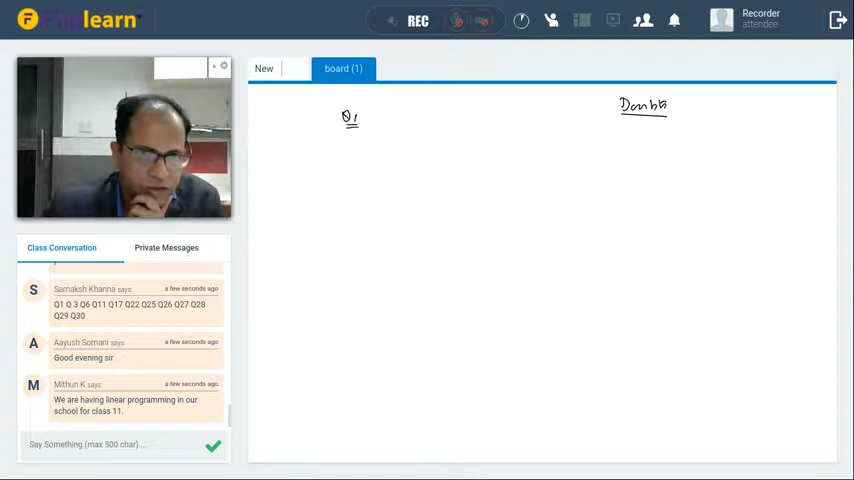 Fliplearn
REC
Recorder
attendee
New
board (1)
Q1
Doubts
Class Conversation
Private Messages
S
Samaksh Khanna says:
a few seconds ago
Q1 Q 3 Q6 Q11 Q17 Q22 Q25 Q26 Q27 Q28
Q29 Q30
A
Aayush Somani says:
a few seconds ago
Good evening sir
M
Mithun K says:
a few seconds ago
We are having linear programming in our
school for class 11.
Say Something (max 500 char)...